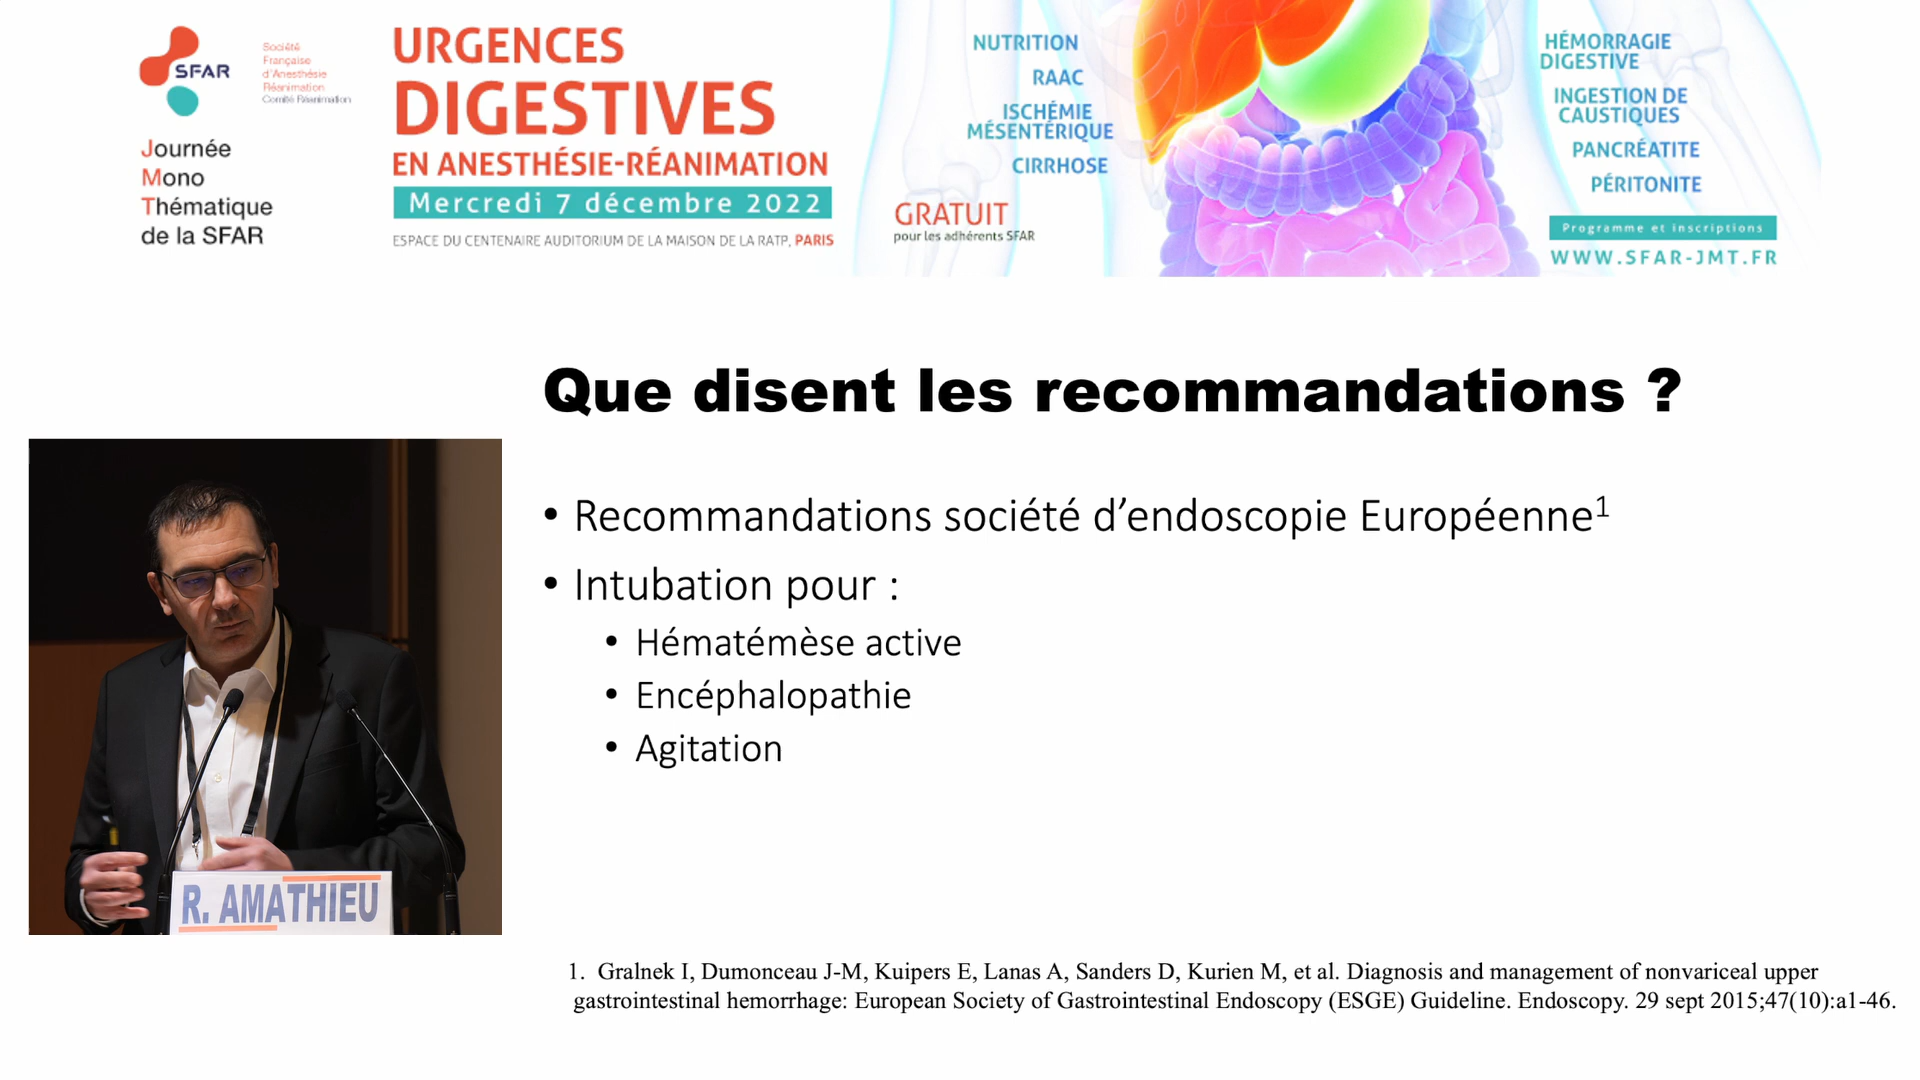 SFAR
Société
Française
d'Anesthésie
Réanimation
Comité Réanimation
Journée
Mono
Thématique
de la SFAR
URGENCES
DIGESTIVES
EN ANESTHÉSIE-RÉANIMATION
Mercredi 7 décembre 2022
ESPACE DU CENTENAIRE AUDITORIUM DE LA MAISON DE LA RATP, PARIS
NUTRITION
RAAC
ISCHÉMIE
MÉSENTÉRIQUE
CIRRHOSE
GRATUIT
pour les adhérents SFAR
HÉMORRAGIE
DIGESTIVE
INGESTION DE
CAUSTIQUES
PANCRÉATITE
PÉRITONITE
Programme et inscriptions
WWW.SFAR-JMT.FR
Que disent les recommandations ?
• Recommandations société d’endoscopie Européenne¹
• Intubation pour :
• Hématémèse active
• Encéphalopathie
• Agitation
R. AMATHIEU
1. Gralnek I, Dumonceau J-M, Kuipers E, Lanas A, Sanders D, Kurien M, et al. Diagnosis and management of nonvariceal upper
gastrointestinal hemorrhage: European Society of Gastrointestinal Endoscopy (ESGE) Guideline. Endoscopy. 29 sept 2015;47(10):a1-46.